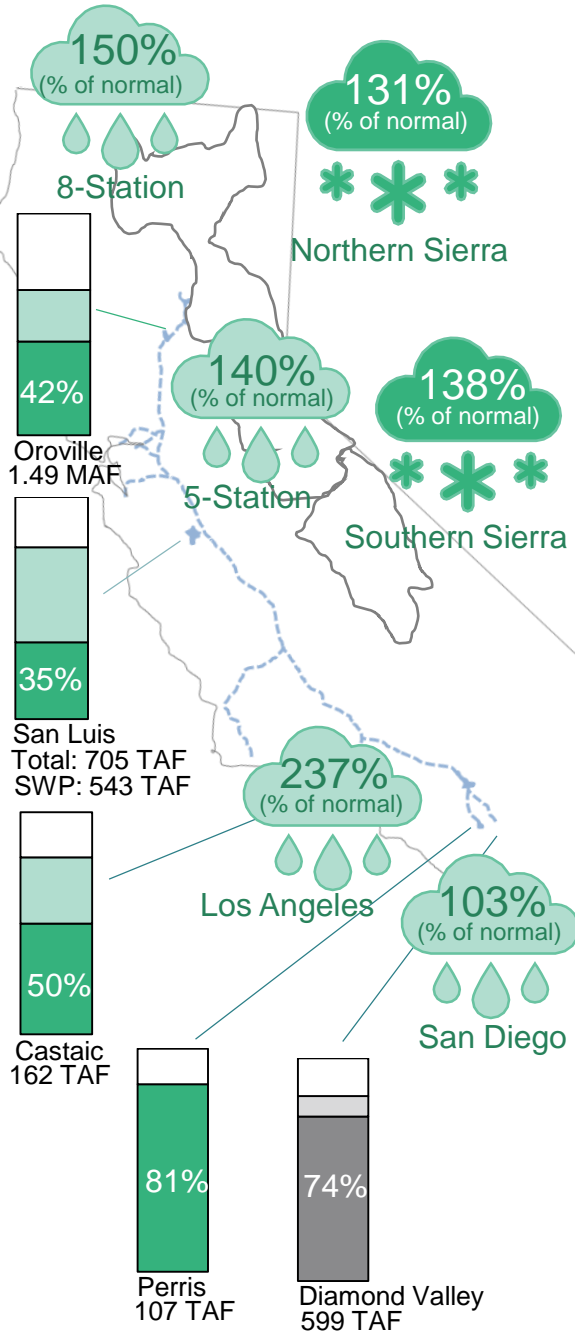 150%
(% of normal)
8-Station
131%
(% of normal)
Northern Sierra
42%
Oroville
1.49 MAF
140%
(% of normal)
5-Station
138%
(% of normal)
Southern Sierra
35%
San Luis
Total: 705 TAF
SWP: 543 TAF
237%
(% of normal)
Los Angeles
103%
(% of normal)
San Diego
50%
Castaic
162 TAF
81%
Perris
107 TAF
74%
Diamond Valley
599 TAF